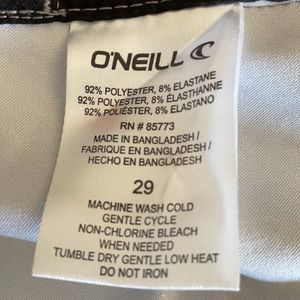 O'NEILL
92% POLYESTER, 8% ELASTANE
92% POLYESTER, 8% ÉLASTHANNE
92% POLIÉSTER, 8% ELASTANO
RN # 85773
MADE IN BANGLADESH /
FABRIQUE EN BANGLADESH /
HECHO EN BANGLADESH
29
MACHINE WASH COLD
GENTLE CYCLE
NON-CHLORINE BLEACH
WHEN NEEDED
TUMBLE DRY GENTLE LOW HEAT
DO NOT IRON